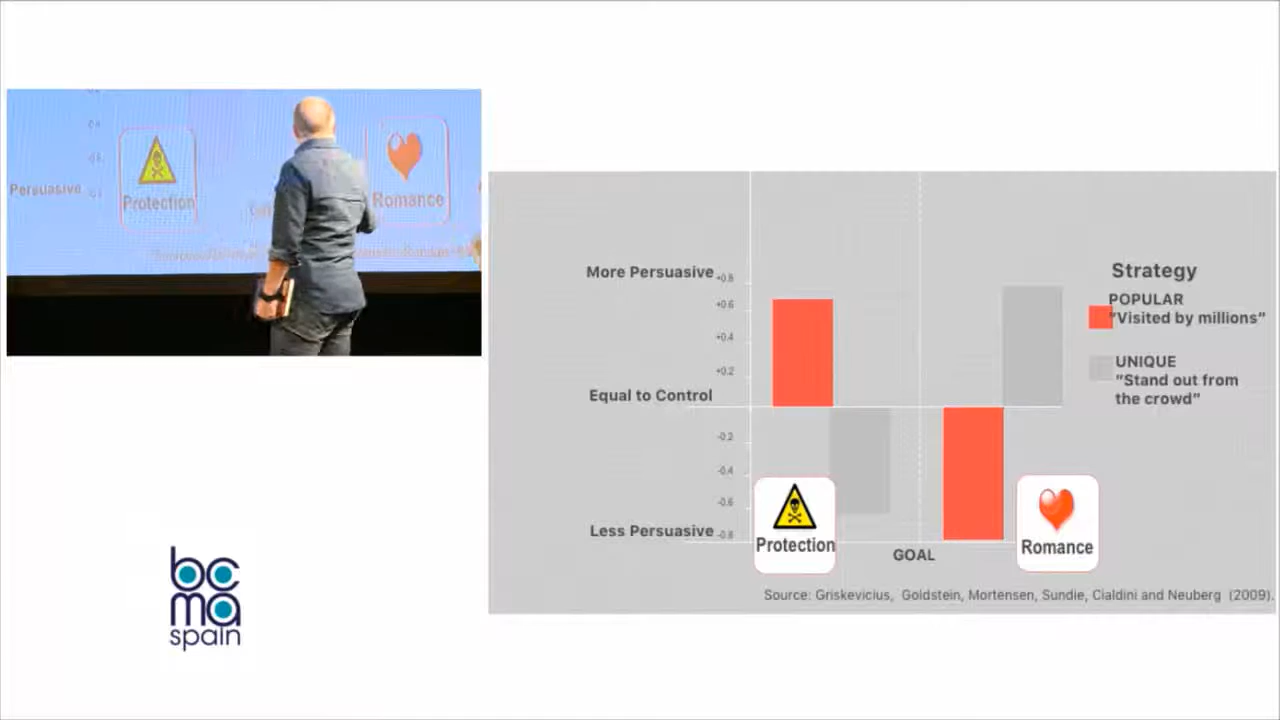 Persuasive
Protection
Romance
More Persuasive
+0.8
+0.6
+0.4
+0.2
Equal to Control
-0.2
-0.4
-0.6
Less Persuasive
-0.8
Protection
GOAL
Romance
Strategy
POPULAR
"Visited by millions"
UNIQUE
"Stand out from
the crowd"
Source: Griskevicius, Goldstein, Mortensen, Sundie, Cialdini and Neuberg (2009).
bc
ma
spain